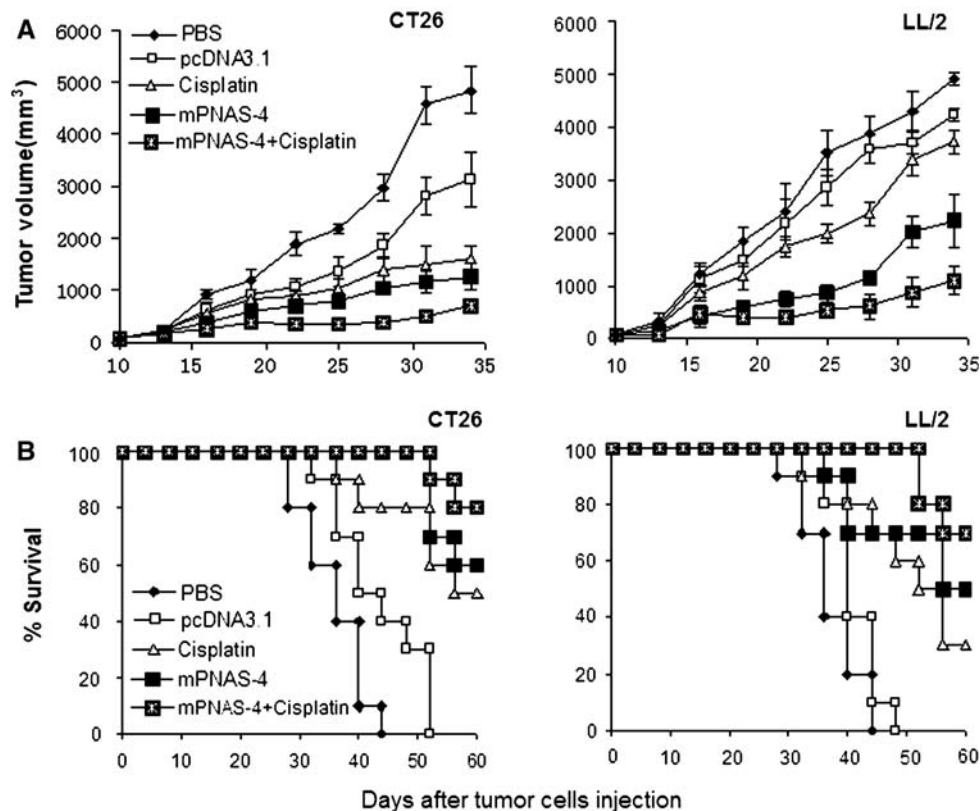 A
CT26
LL/2
Tumor volume(mm³)
6000
5000
4000
3000
2000
1000
0
PBS
pcDNA3.1
Cisplatin
mPNAS-4
mPNAS-4+Cisplatin
10 15 20 25 30 35
6000
5000
4000
3000
2000
1000
0
10 15 20 25 30 35
B
CT26
LL/2
% Survival
100
80
60
40
20
0
PBS
pcDNA3.1
Cisplatin
mPNAS-4
mPNAS-4+Cisplatin
0 10 20 30 40 50 60
100
80
60
40
20
0
0 10 20 30 40 50 60
Days after tumor cells injection